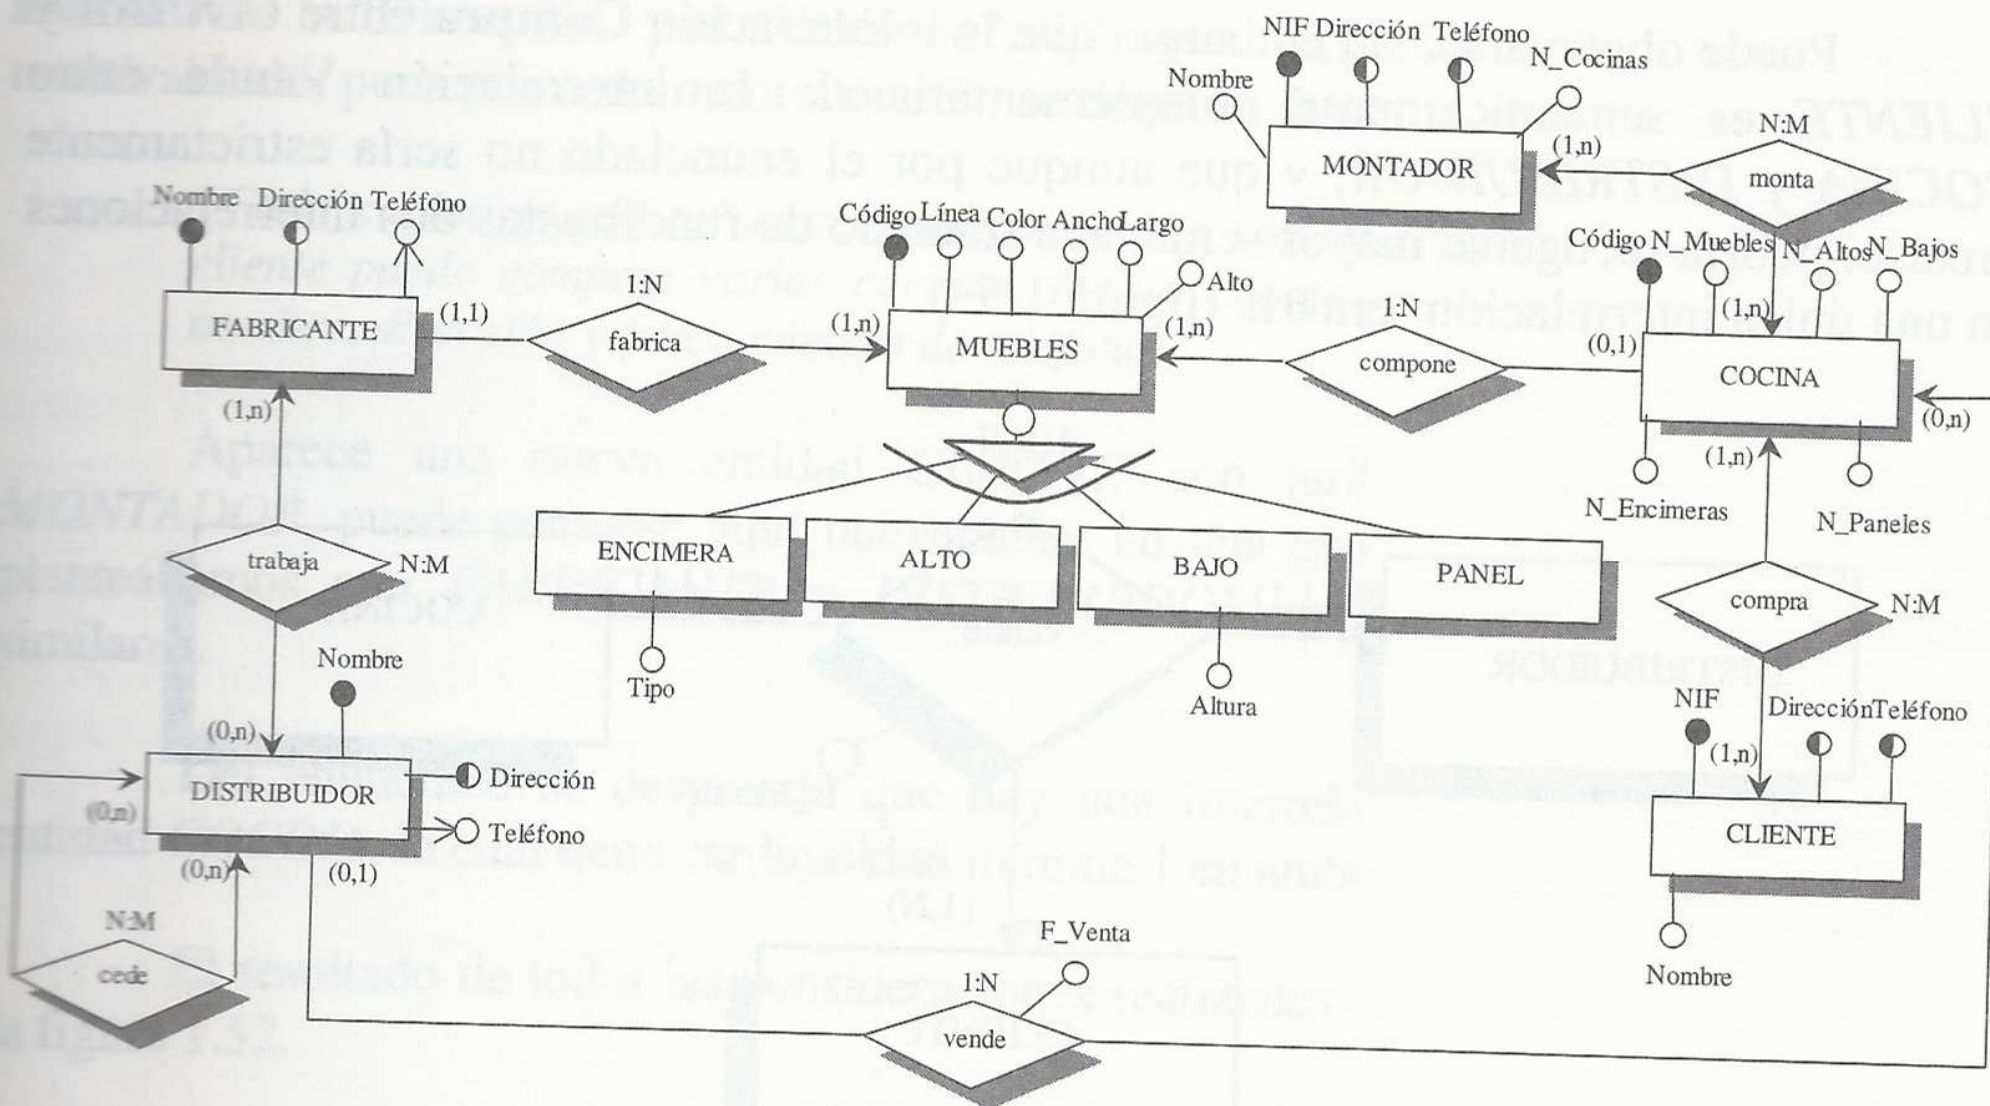 NIF Dirección Teléfono
Nombre
N_Cocinas
MONTADOR
(1,n)
N:M
monta
Nombre Dirección Teléfono
FABRICANTE
(1,1)
1:N
fabrica
(1,n)
Código Línea Color Ancho Largo
Alto
MUEBLES
(1,n)
1:N
compone
(0,1)
Código N_Muebles N_Altos N_Bajos
(1,n)
COCINA
(0,n)
N_Encimeras
N_Paneles
(1,n)
(1,n)
trabaja
N:M
(0,n)
ENCIMERA
ALTO
BAJO
PANEL
Tipo
Altura
compra
N:M
NIF
Dirección Teléfono
(1,n)
CLIENTE
Nombre
Nombre
DISTRIBUIDOR
Dirección
Teléfono
(0,n)
(0,n)
(0,1)
N:M
cede
F_Venta
1:N
vende